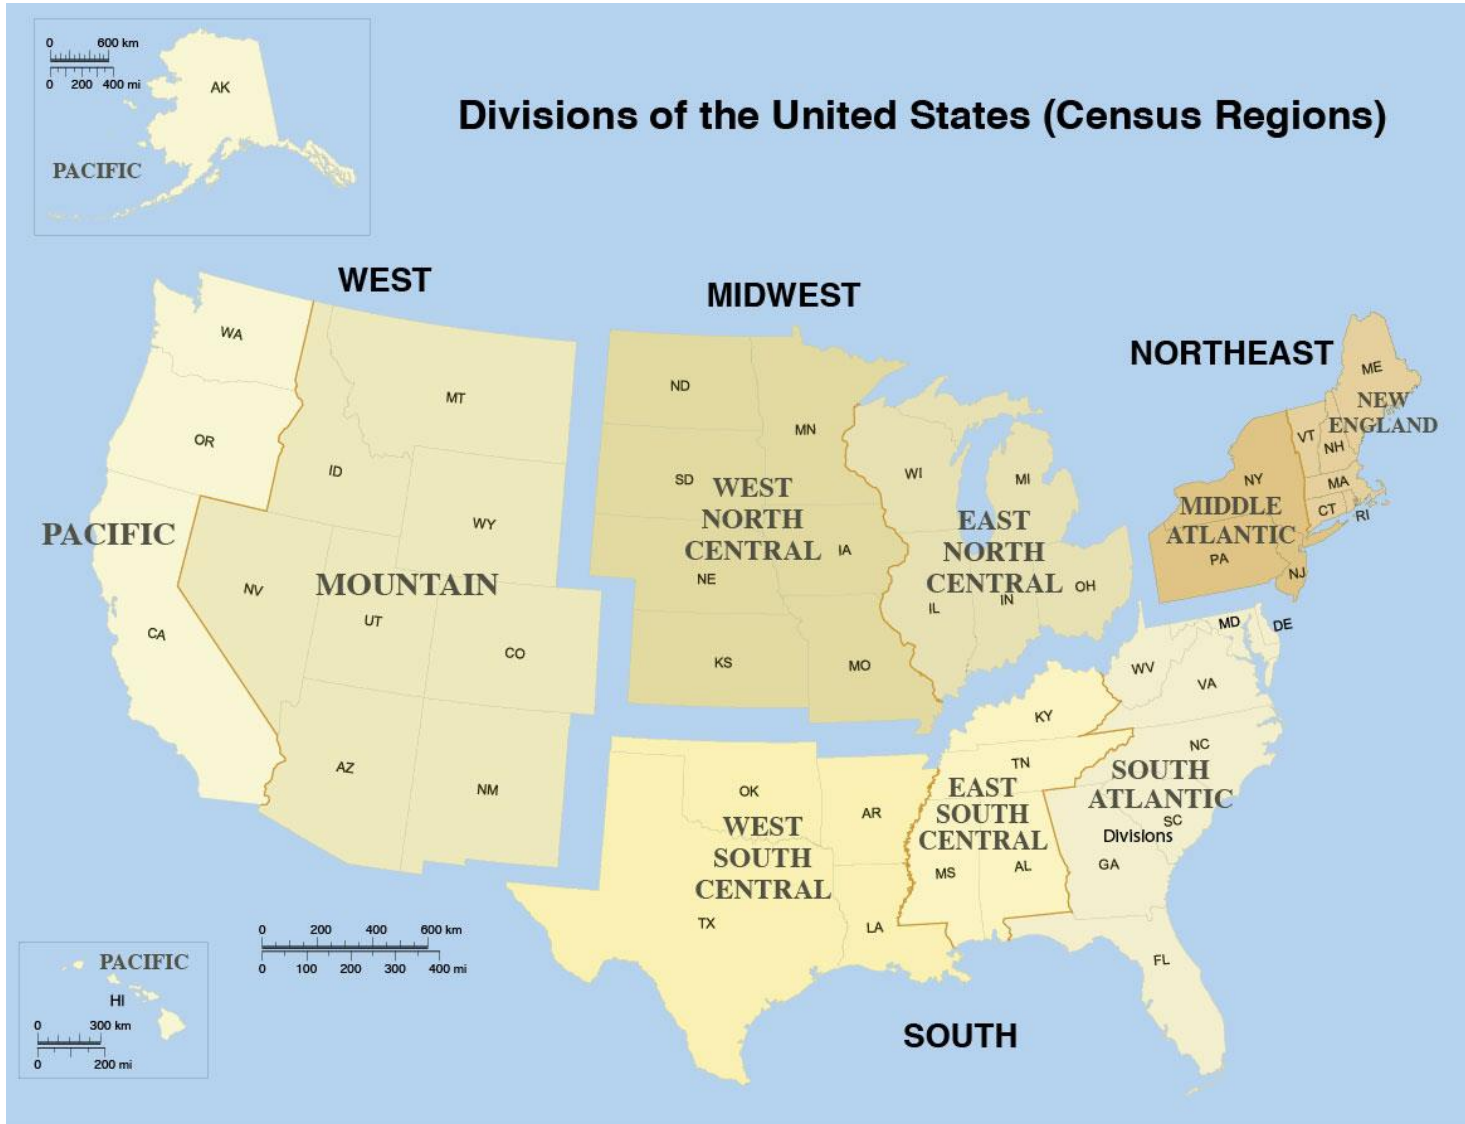 0 600 km
0 200 400 mi
AK
PACIFIC
Divisions of the United States (Census Regions)
WEST
MIDWEST
NORTHEAST
WA
OR
CA
PACIFIC
MT
ID
WY
NV
UT
CO
AZ
NM
MOUNTAIN
ND
MN
SD
WEST
NORTH
CENTRAL
IA
NE
KS
MO
WI
MI
EAST
NORTH
CENTRAL
IL
IN
OH
ME
NEW
ENGLAND
VT
NH
MA
CT
RI
NY
MIDDLE
ATLANTIC
PA
NJ
MD
DE
WV
VA
NC
SOUTH
ATLANTIC
SC
Divisions
GA
FL
KY
TN
EAST
SOUTH
CENTRAL
MS
AL
OK
AR
WEST
SOUTH
CENTRAL
TX
LA
SOUTH
0 200 400 600 km
0 100 200 300 400 mi
PACIFIC
HI
0 300 km
0 200 mi